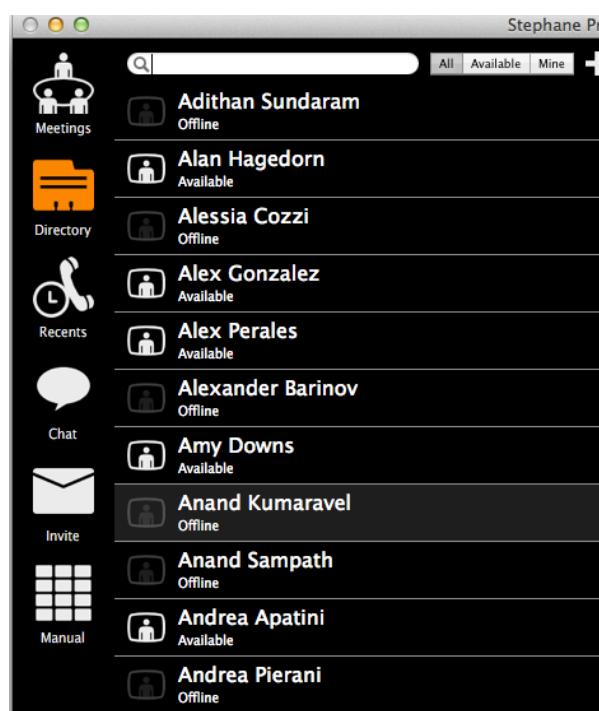 Stephane
Meetings
Directory
Recents
Chat
Invite
Manual
All Available Mine
Adithan Sundaram
Offline
Alan Hagedorn
Available
Alessia Cozzi
Offline
Alex Gonzalez
Available
Alex Perales
Available
Alexander Barinov
Offline
Amy Downs
Available
Anand Kumaravel
Offline
Anand Sampath
Offline
Andrea Apatini
Available
Andrea Pierani
Offline